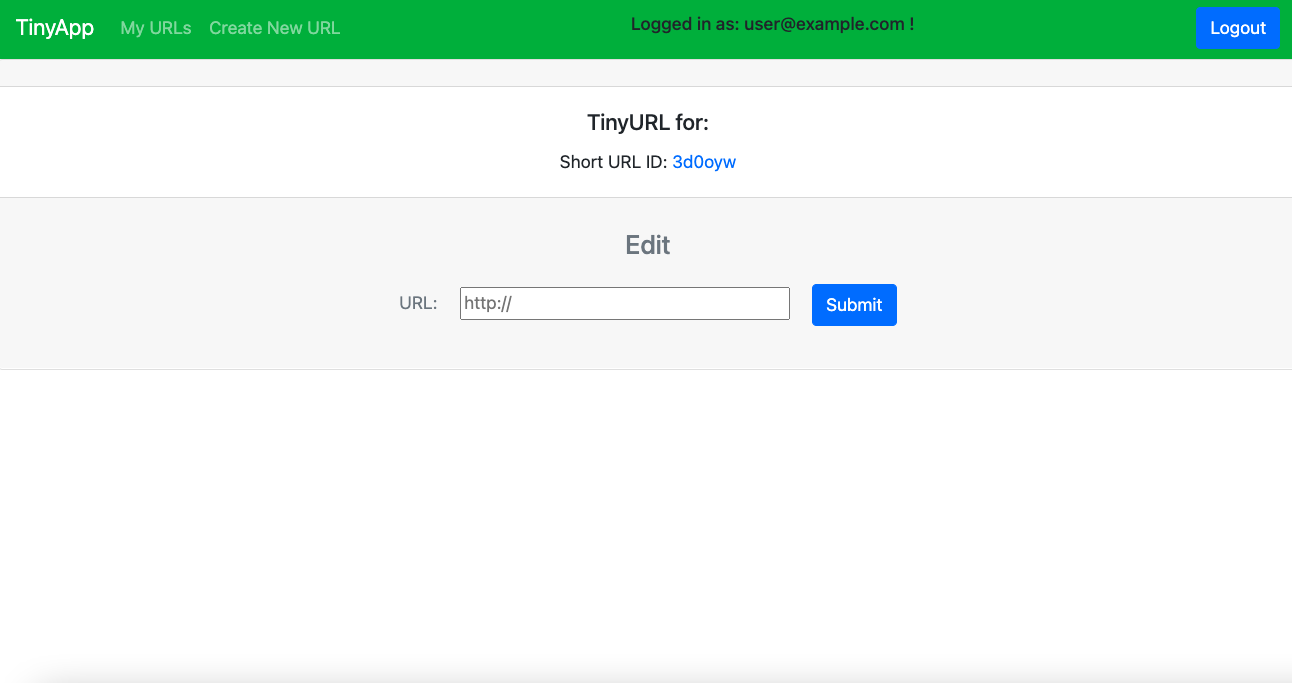 TinyApp My URLs Create New URL Logged in as: user@example.com ! Logout
TinyURL for:
Short URL ID: 3d0oyw
Edit
URL: http:// Submit